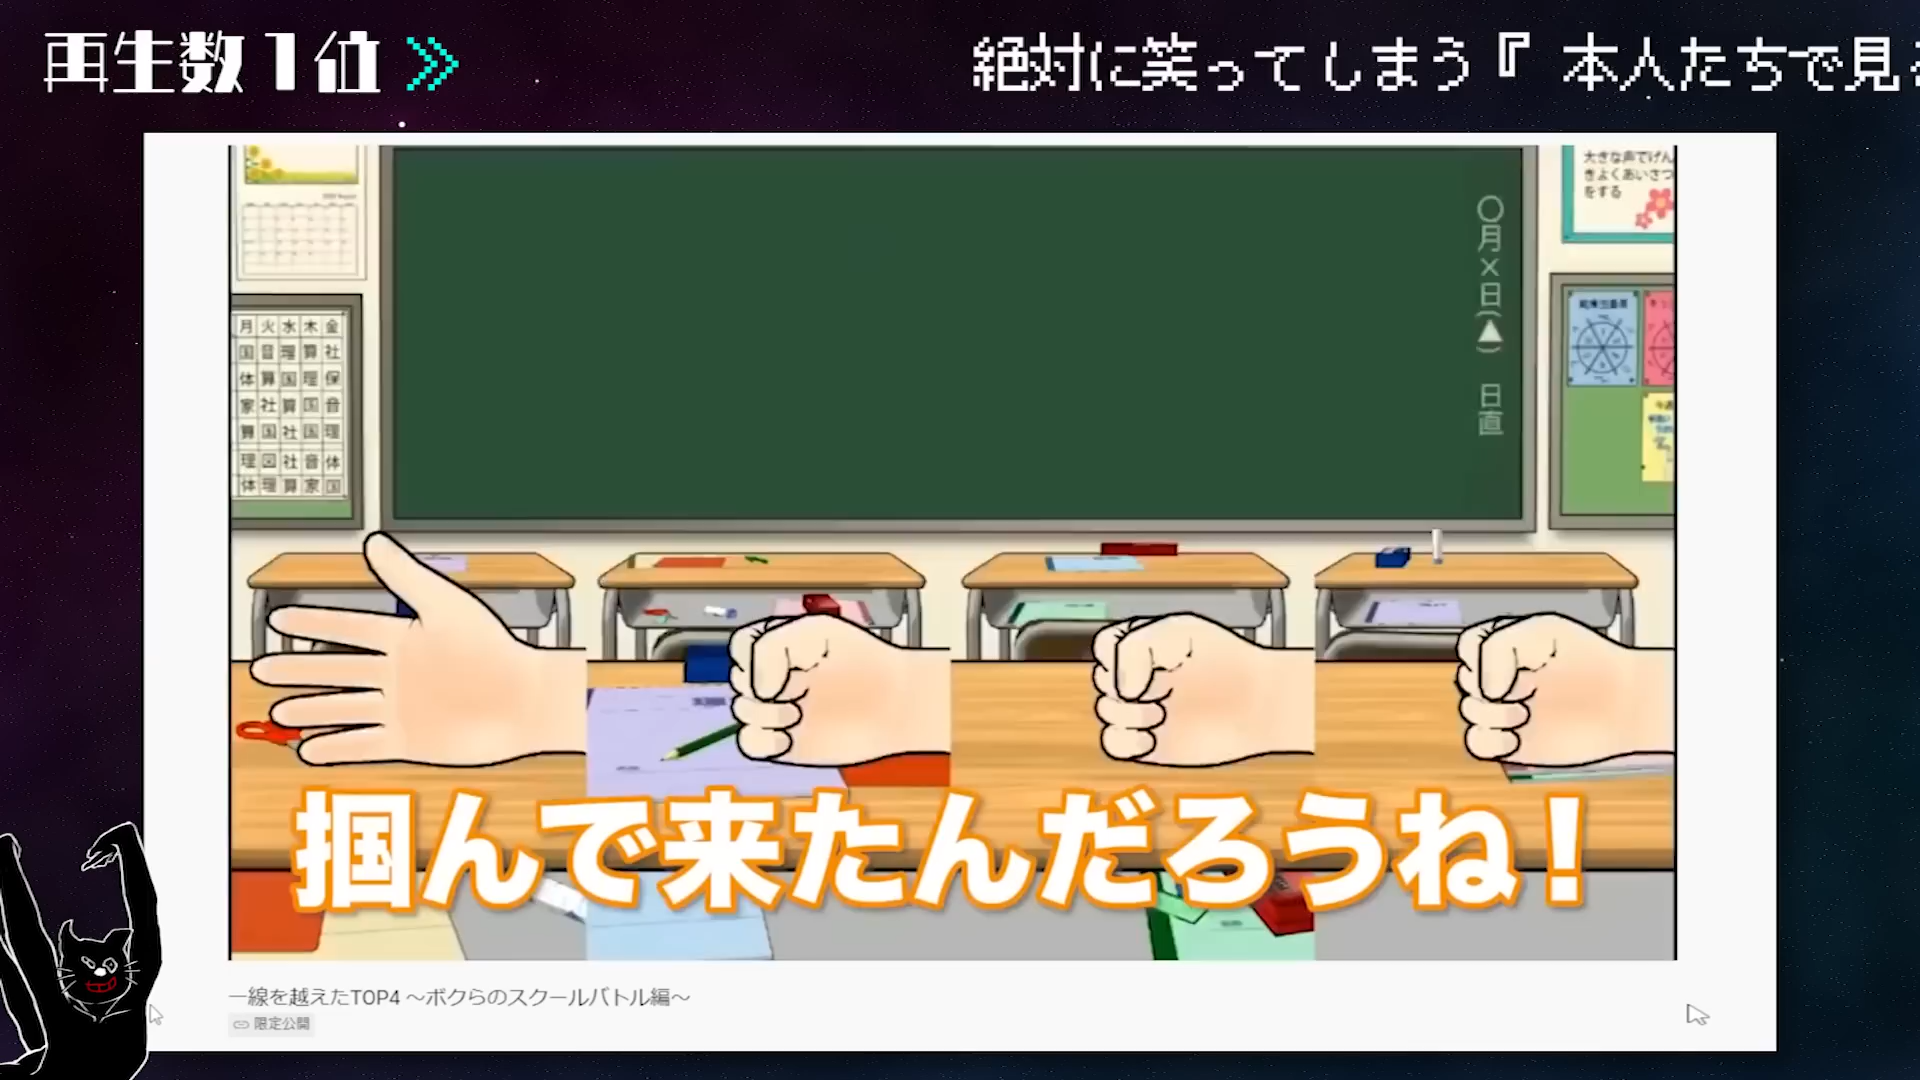 再生数1位
絶対に笑ってしまう『 本人たちで見る
大きな声でげん
きよくあいさつ
をする
〇月×日(▲) 日直
月火水木金
国音理算社
体算国理保
家社算国音
算国社国理
理図社音体
体理算家国
掴んで来たんだろうね!
一線を越えたTOP4 ～ボクらのスクールバトル編～
限定公開